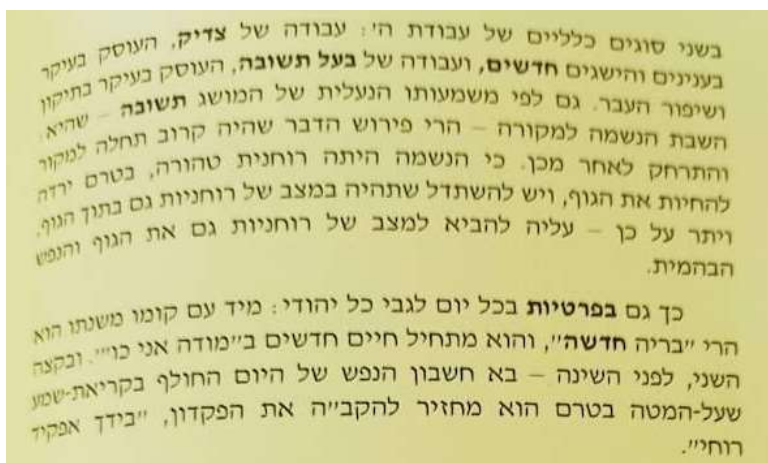 בשני סוגים כלליים של עבודת ה': עבודה של צדיק, העוסק בעיקר
בענינים והישגים חדשים, ועבודה של בעל תשובה, העוסק בעיקר בתיקון
ושיפור העבר. גם לפי משמעותו הנעלית של המושג תשובה – שהיא:
השבת הנשמה למקורה – הרי פירוש הדבר שהיה קרוב תחלה למקור
והתרחק לאחר מכן. כי הנשמה היתה רוחנית טהורה, בטרם ירדה
להחיות את הגוף, ויש להשתדל שתהיה במצב של רוחניות גם בתוך הגוף,
ויתר על כן – עליה להביא למצב של רוחניות גם את הגוף והנפש
הבהמית.
כך גם בפרטיות בכל יום לגבי כל יהודי: מיד עם קומו משנתו הוא
הרי "בריה חדשה", והוא מתחיל חיים חדשים ב"מודה אני כו'". ובקצה
השני, לפני השינה – בא חשבון הנפש של היום החולף בקריאת-שמע
שעל-המטה בטרם הוא מחזיר להקב"ה את הפקדון, "בידך אפקיד
רוחי".